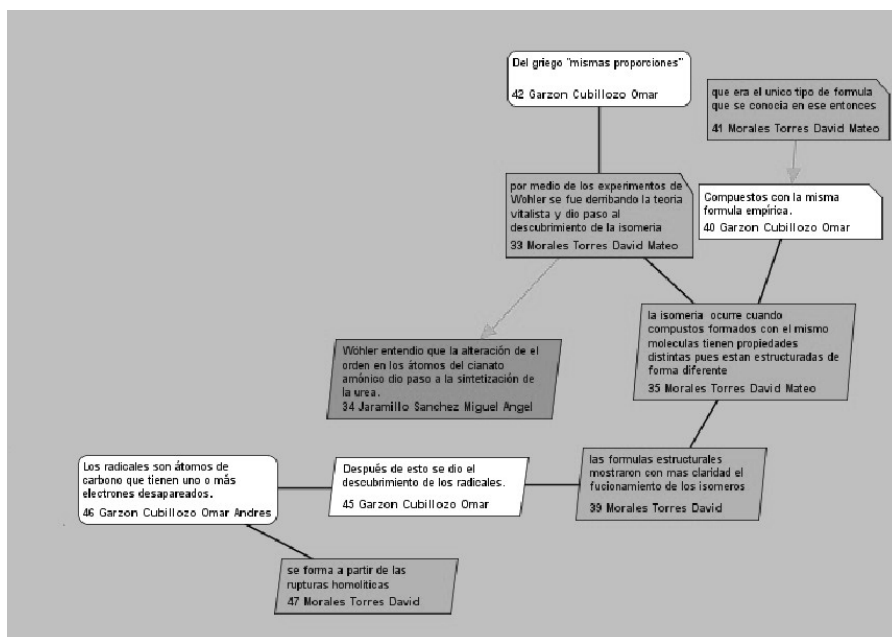 Del griego "mismas proporciones"
42 Garzon Cubillozo Omar
que era el unico tipo de formula
que se conocia en ese entonces
41 Morales Torres David Mateo
por medio de los experimentos de
Wohler se fue derribando la teoria
vitalista y dio paso al
descubrimiento de la isomeria
33 Morales Torres David Mateo
Compuestos con la misma
formula empírica.
40 Garzon Cubillozo Omar
la isomeria ocurre cuando
compustos formados con el mismo
moleculas tienen propiedades
distintas pues estan estructuradas de
forma diferente
35 Morales Torres David Mateo
Wöhler entendio que la alteración de el
orden en los átomos del cianato
amónico dio paso a la sintetización de
la urea.
34 Jaramillo Sanchez Miguel Angel
las formulas estructurales
mostraron con mas claridad el
fucionamiento de los isomeros
39 Morales Torres David
Después de esto se dio el
descubrimiento de los radicales.
45 Garzon Cubillozo Omar
Los radicales son átomos de
carbono que tienen uno o más
electrones desapareados.
46 Garzon Cubillozo Omar Andres
se forma a partir de las
rupturas homoliticas
47 Morales Torres David